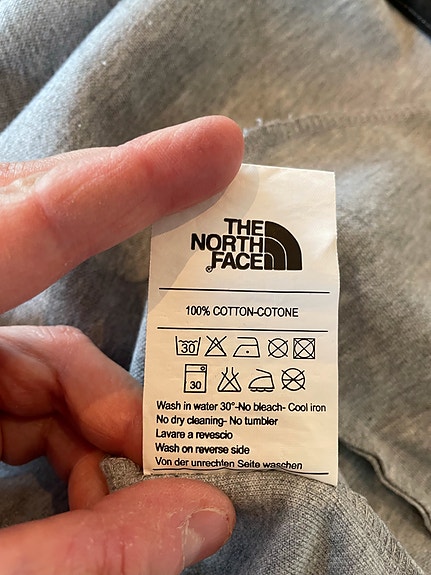 THE
NORTH
FACE
100% COTTON-COTONE
30
30
Wash in water 30°-No bleach- Cool iron
No dry cleaning- No tumbler
Lavare a revescio
Wash on reverse side
Von der unrechten Seite waschen